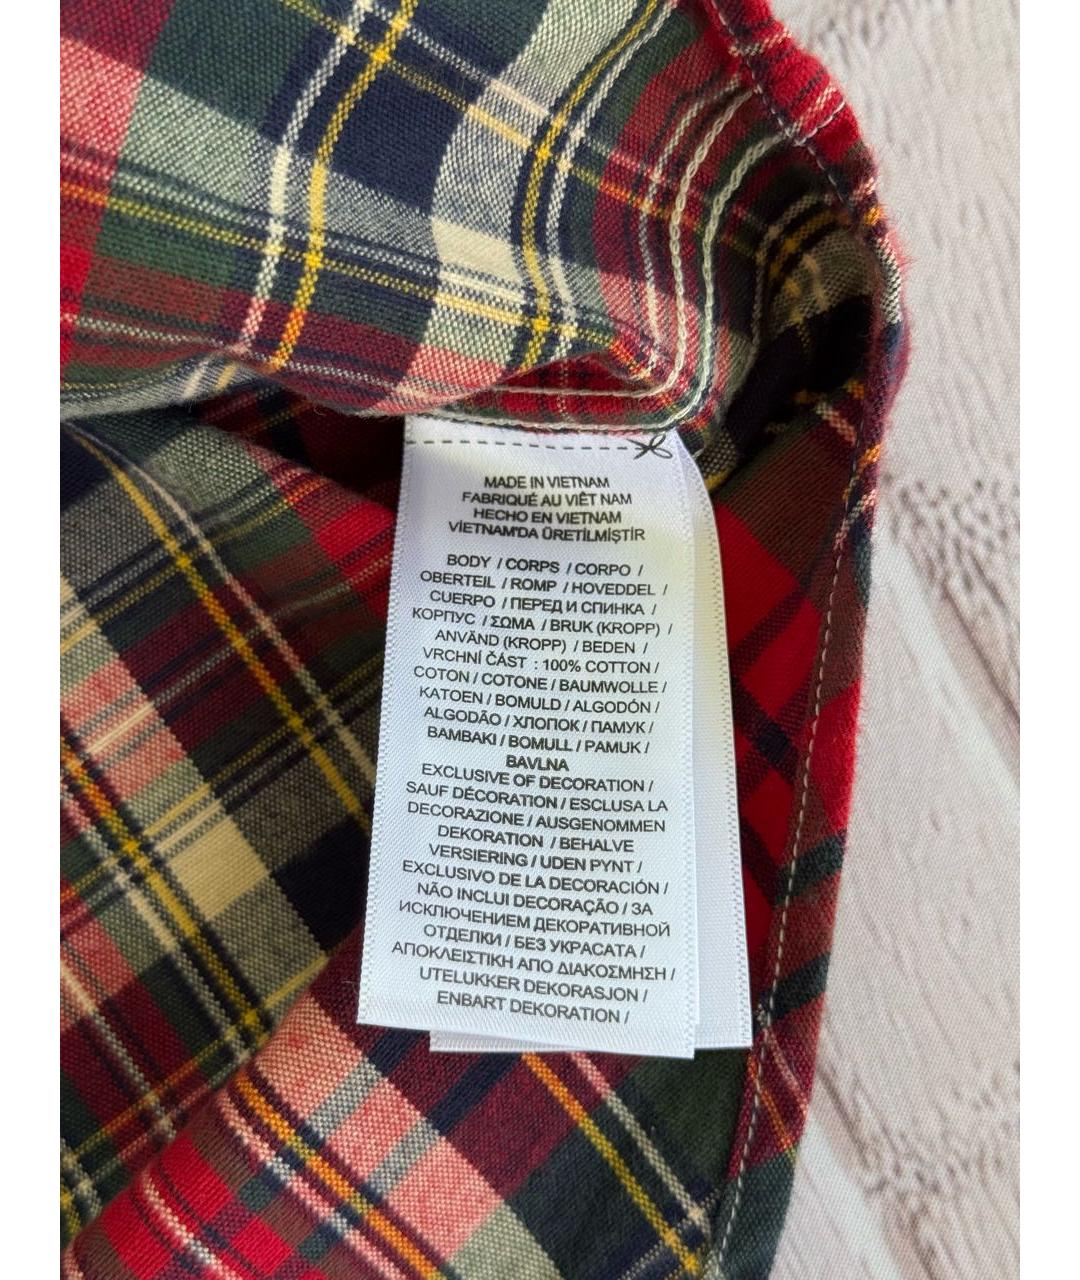 MADE IN VIETNAM
FABRIQUÉ AU VIÊT NAM
HECHO EN VIETNAM
VİETNAM'DA ÜRETİLMİŞTİR
BODY / CORPS / CORPO /
OBERTEIL / ROMP / HOVEDDEL /
CUERPO / ПЕРЕД И СПИНКА /
КОРПУС / ΣΩΜΑ / BRUK (KROPP) /
ANVÄND (KROPP) / BEDEN /
VRCHNÍ ČÁST : 100% COTTON /
COTON / COTONE / BAUMWOLLE /
KATOEN / BOMULD / ALGODÓN /
ALGODÃO / ХЛОПОК / ПАМУК /
ΒΑΜΒΑΚΙ / BOMULL / PAMUK /
BAVLNA
EXCLUSIVE OF DECORATION /
SAUF DÉCORATION / ESCLUSA LA
DECORAZIONE / AUSGENOMMEN
DEKORATION / BEHALVE
VERSIERING / UDEN PYNT /
EXCLUSIVO DE LA DECORACIÓN /
NÃO INCLUI DECORAÇÃO / ЗА
ИСКЛЮЧЕНИЕМ ДЕКОРАТИВНОЙ
ОТДЕЛКИ / БЕЗ УКРАСАТА /
ΑΠΟΚΛΕΙΣΤΙΚΗ ΑΠΟ ΔΙΑΚΟΣΜΗΣΗ /
UTELUKKER DEKORASJON /
ENBART DEKORATION /